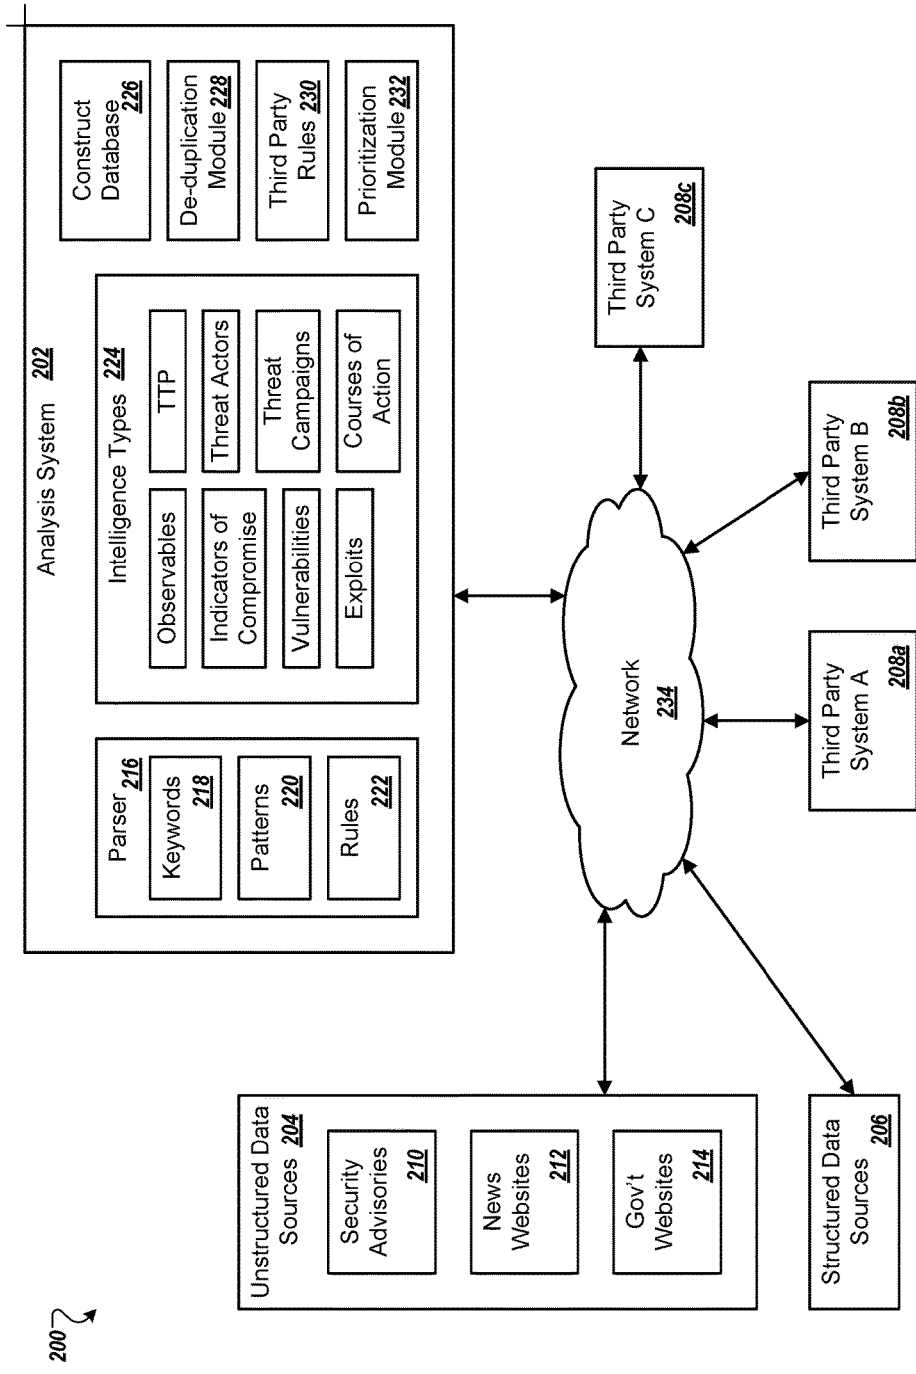 200
Unstructured Data
Sources 204
Security
Advisories
210
News
Websites
212
Gov't
Websites
214
Structured Data
Sources
206
Analysis System 202
Parser
216
Keywords
218
Patterns
220
Rules
222
Intelligence Types 224
Observables
TTP
Indicators of
Compromise
Threat Actors
Vulnerabilities
Threat
Campaigns
Exploits
Courses of
Action
Construct
Database
226
De-duplication
Module 228
Third Party
Rules 230
Prioritization
Module 232
Network
234
Third Party
System A
208a
Third Party
System B
208b
Third Party
System C
208c